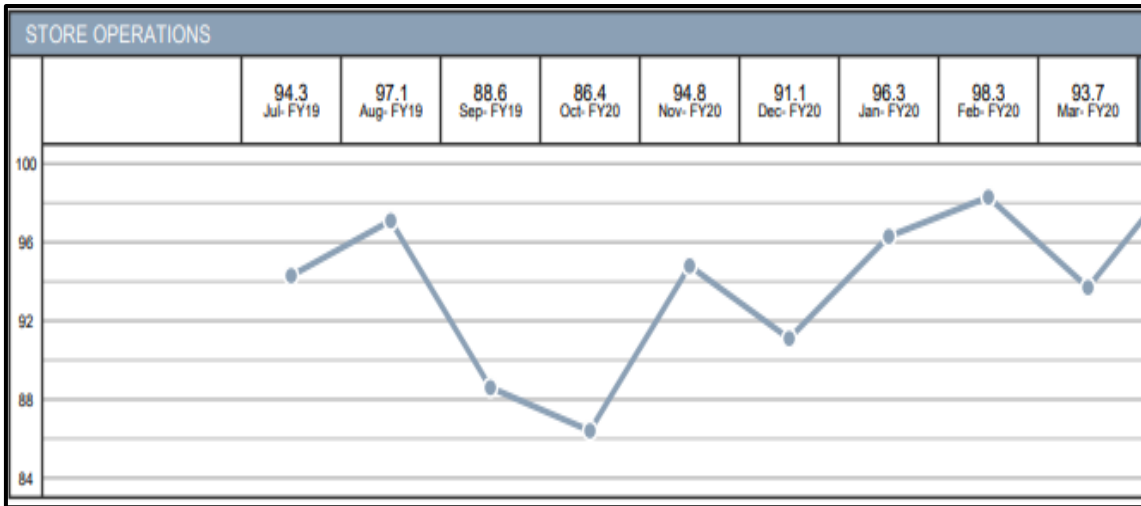 STORE OPERATIONS
94.3 97.1 88.6 86.4 94.8 91.1 96.3 98.3 93.7
Jul- FY19 Aug- FY19 Sep- FY19 Oct- FY20 Nov- FY20 Dec- FY20 Jan- FY20 Feb- FY20 Mar- FY20
100
96
92
88
84